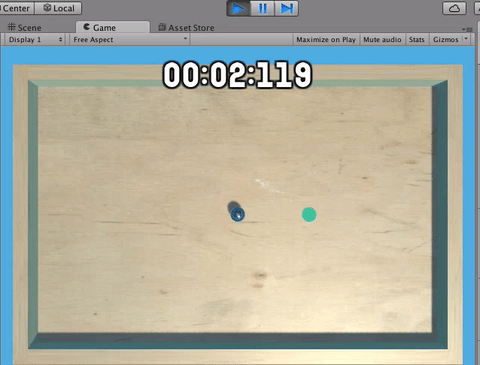 Center Local
Scene Game Asset Store
Display 1 Free Aspect Maximize on Play Mute audio Stats Gizmos
00:02:119